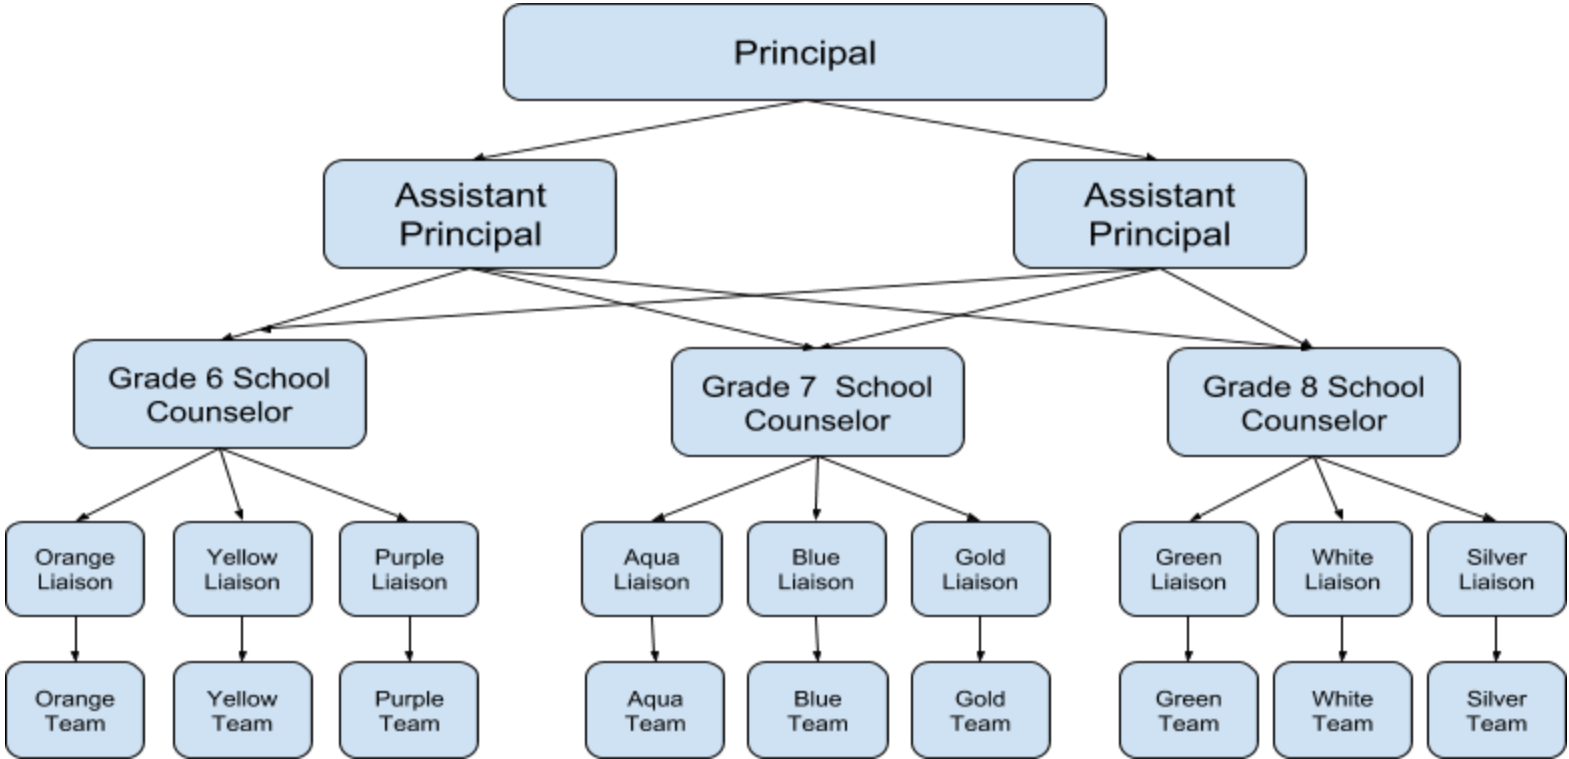 Principal
Assistant
Principal
Assistant
Principal
Grade 6 School
Counselor
Grade 7  School
Counselor
Grade 8 School
Counselor
Orange
Liaison
Yellow
Liaison
Purple
Liaison
Aqua
Liaison
Blue
Liaison
Gold
Liaison
Green
Liaison
White
Liaison
Silver
Liaison
Orange
Team
Yellow
Team
Purple
Team
Aqua
Team
Blue
Team
Gold
Team
Green
Team
White
Team
Silver
Team